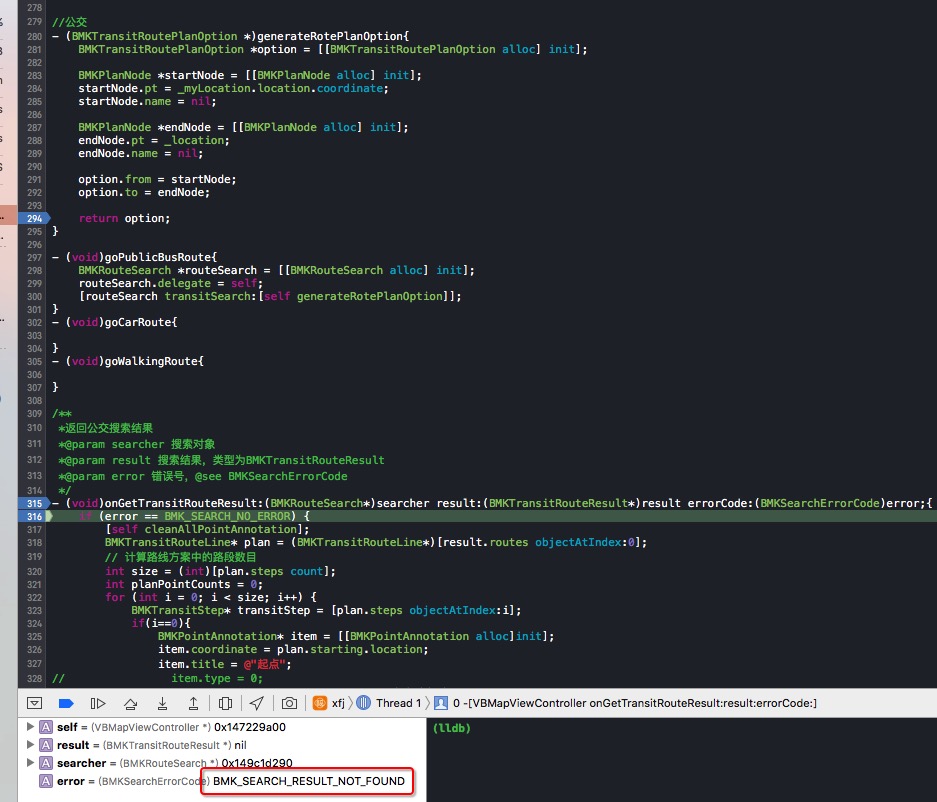 278
279 //公交
280 - (BMKTransitRoutePlanOption *)generateRotePlanOption{
281 BMKTransitRoutePlanOption *option = [[BMKTransitRoutePlanOption alloc] init];
282
283 BMKPlanNode *startNode = [[BMKPlanNode alloc] init];
284 startNode.pt = _myLocation.location.coordinate;
285 startNode.name = nil;
286
287 BMKPlanNode *endNode = [[BMKPlanNode alloc] init];
288 endNode.pt = _location;
289 endNode.name = nil;
290
291 option.from = startNode;
292 option.to = endNode;
293
294 return option;
295 }
296
297 - (void)goPublicBusRoute{
298 BMKRouteSearch *routeSearch = [[BMKRouteSearch alloc] init];
299 routeSearch.delegate = self;
300 [routeSearch transitSearch:[self generateRotePlanOption]];
301 }
302 - (void)goCarRoute{
303
304 }
305 - (void)goWalkingRoute{
306
307 }
308
309 /**
310 *返回公交搜索结果
311 *@param searcher 搜索对象
312 *@param result 搜索结果，类型为BMKTransitRouteResult
313 *@param error 错误号，@see BMKSearchErrorCode
314 */
315 - (void)onGetTransitRouteResult:(BMKRouteSearch*)searcher result:(BMKTransitRouteResult*)result errorCode:(BMKSearchErrorCode)error;{
316 if (error == BMK_SEARCH_NO_ERROR) {
317 [self cleanAllPointAnnotation];
318 BMKTransitRouteLine* plan = (BMKTransitRouteLine*)[result.routes objectAtIndex:0];
319 // 计算路线方案中的路段数目
320 int size = (int)[plan.steps count];
321 int planPointCounts = 0;
322 for (int i = 0; i < size; i++) {
323 BMKTransitStep* transitStep = [plan.steps objectAtIndex:i];
324 if(i==0){
325 BMKPointAnnotation* item = [[BMKPointAnnotation alloc]init];
326 item.coordinate = plan.starting.location;
327 item.title = @"起点";
328 // item.type = 0;
xfj Thread 1 0 -[VBMapViewController onGetTransitRouteResult:result:errorCode:]
A self = (VBMapViewController *) 0x147229a00
A result = (BMKTransitRouteResult *) nil
A searcher = (BMKRouteSearch *) 0x149c1d290
A error = (BMKSearchErrorCode) BMK_SEARCH_RESULT_NOT_FOUND
(lldb)